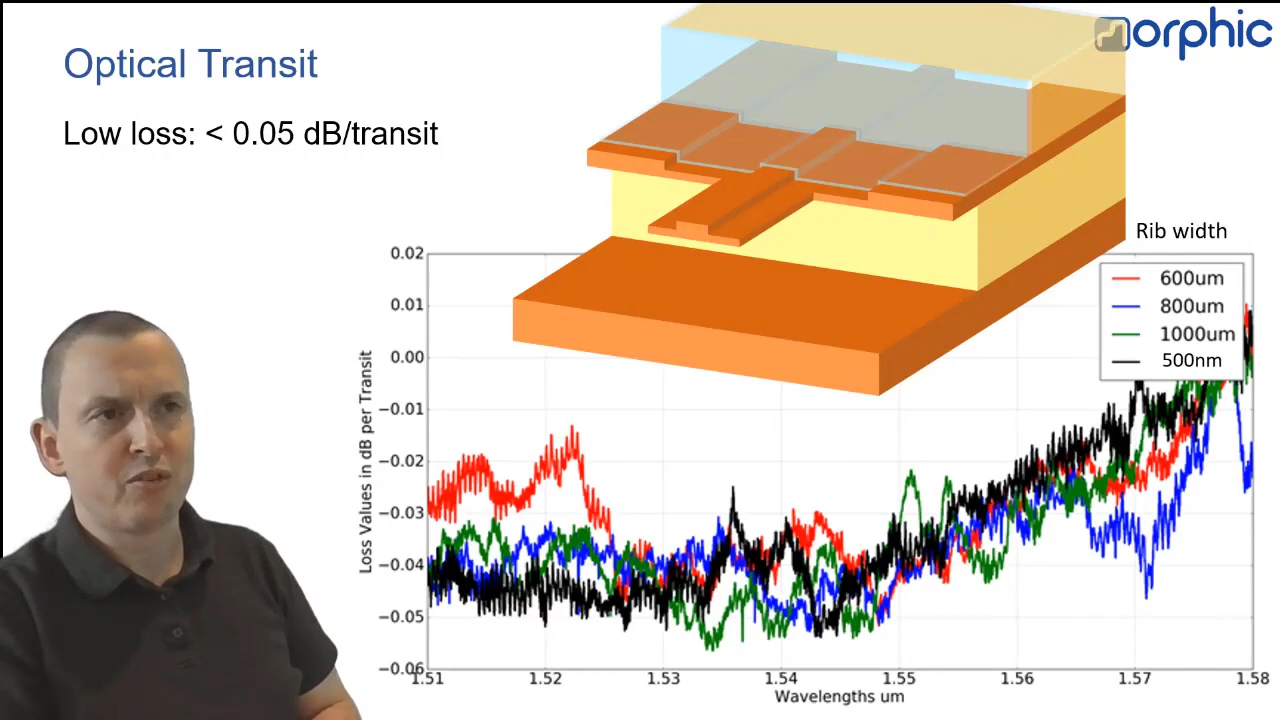 Optical Transit
orphic
Low loss: < 0.05 dB/transit
Rib width
600um
800um
1000um
500nm
Loss Values in dB per Transit
0.02
0.01
0.00
−0.01
−0.02
−0.03
−0.04
−0.05
−0.06
1.51
1.52
1.53
1.54
1.55
1.56
1.57
1.58
Wavelengths um